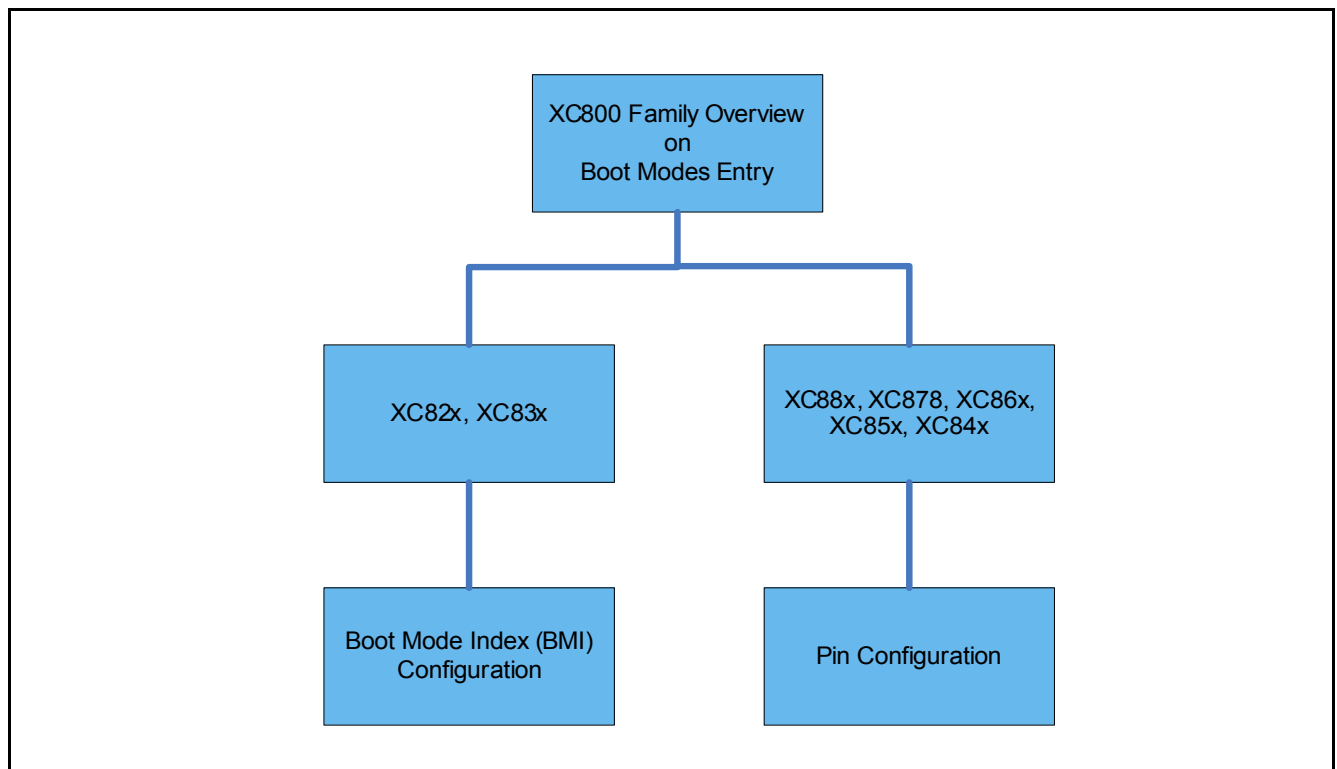 XC800 Family Overview
on
Boot Modes Entry
XC82x, XC83x
XC88x, XC878, XC86x,
XC85x, XC84x
Boot Mode Index (BMI)
Configuration
Pin Configuration